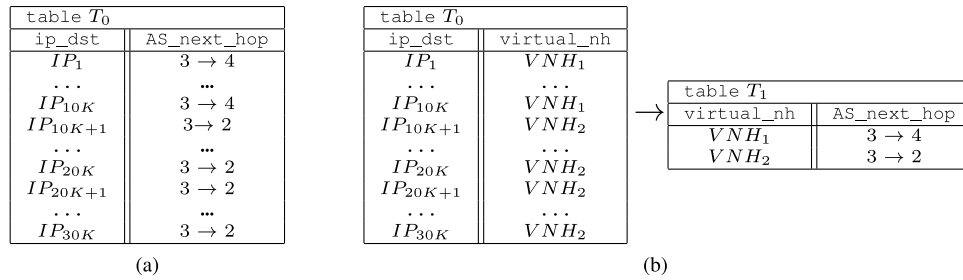 table T₀
ip_dst AS_next_hop
IP₁ 3 → 4
... ...
IP₁₀K 3 → 4
IP₁₀K₊₁ 3→ 2
... ...
IP₂₀K 3 → 2
IP₂₀K₊₁ 3 → 2
... ...
IP₃₀K 3 → 2
(a)
table T₀
ip_dst virtual_nh
IP₁ VNH₁
... ...
IP₁₀K VNH₁
IP₁₀K₊₁ VNH₂
... ...
IP₂₀K VNH₂
IP₂₀K₊₁ VNH₂
... ...
IP₃₀K VNH₂
→
table T₁
virtual_nh AS_next_hop
VNH₁ 3 → 4
VNH₂ 3 → 2
(b)